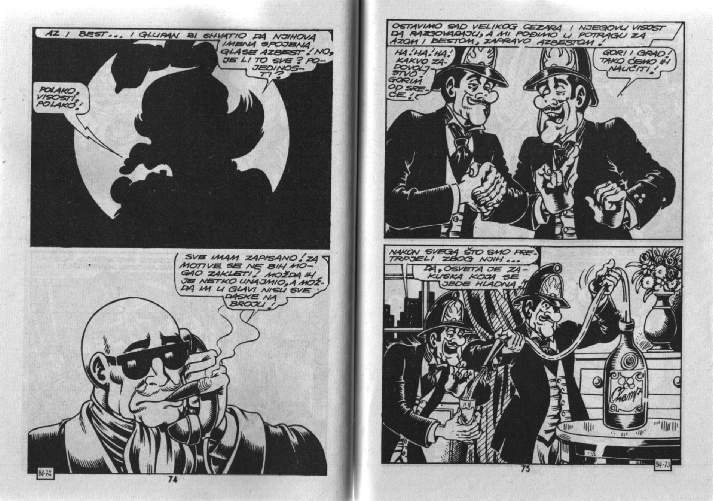 AZ I BEST... I GLUPAN BI SHVATIO DA NJIHOVA
IMENA SPOJENA
GLASE AZBEST! NO,
JE LI TO SVE? PO-
JEDINOS-
TI?
POLAKO,
VISOSTI!
POLAKO!
SVE IMAM ZAPISANO! ZA
MOTIVE SE NE BIH MO-
GAO ZAKLETI! MOŽDA IH
JE NETKO UNAJMIO, A MOŽ-
DA IM U GLAVI NISU SVE
DASKE NA
BROJU!
74
OSTAVIMO SAD VELIKOG CEZARA I NJEGOVU VISOST
DA RAZGOVARAJU, A MI POĐIMO U POTRAGU ZA
AZOM I BESTOM, ZAPRAVO AZBESTOM!
HA! HA! HA!
KAKVO ZA-
DOVOLJ-
STVO!
GORIM
OD SRE-
ĆE!
GORI I GRAD!
TAKO ĆEMO IH
NAUČITI!
NAKON SVEGA ŠTO SMO PRE-
TRPJELI ZBOG NJIH...
DA, OSVETA JE ZA-
KUSKA KOJA SE
JEDE HLADNA!
75